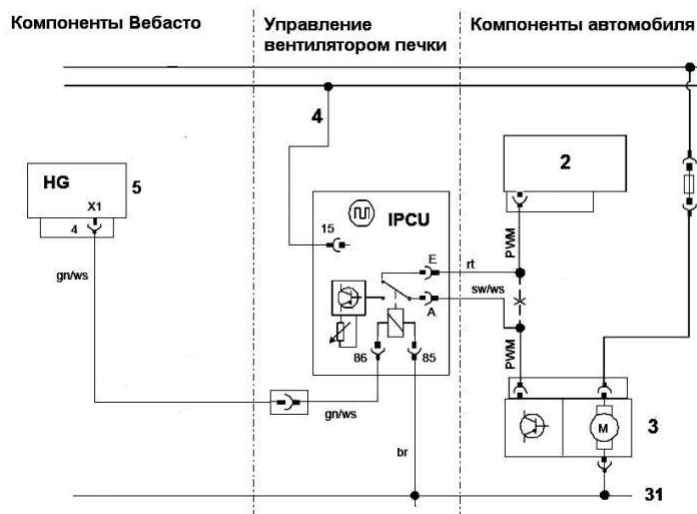 Компоненты Вебасто
Управление
вентилятором печки
Компоненты автомобиля
4
2
HG
5
X1
4
IPCU
15
E
rt
PWM
gn/ws
sw/ws
A
86
85
PWM
gn/ws
M
3
br
31